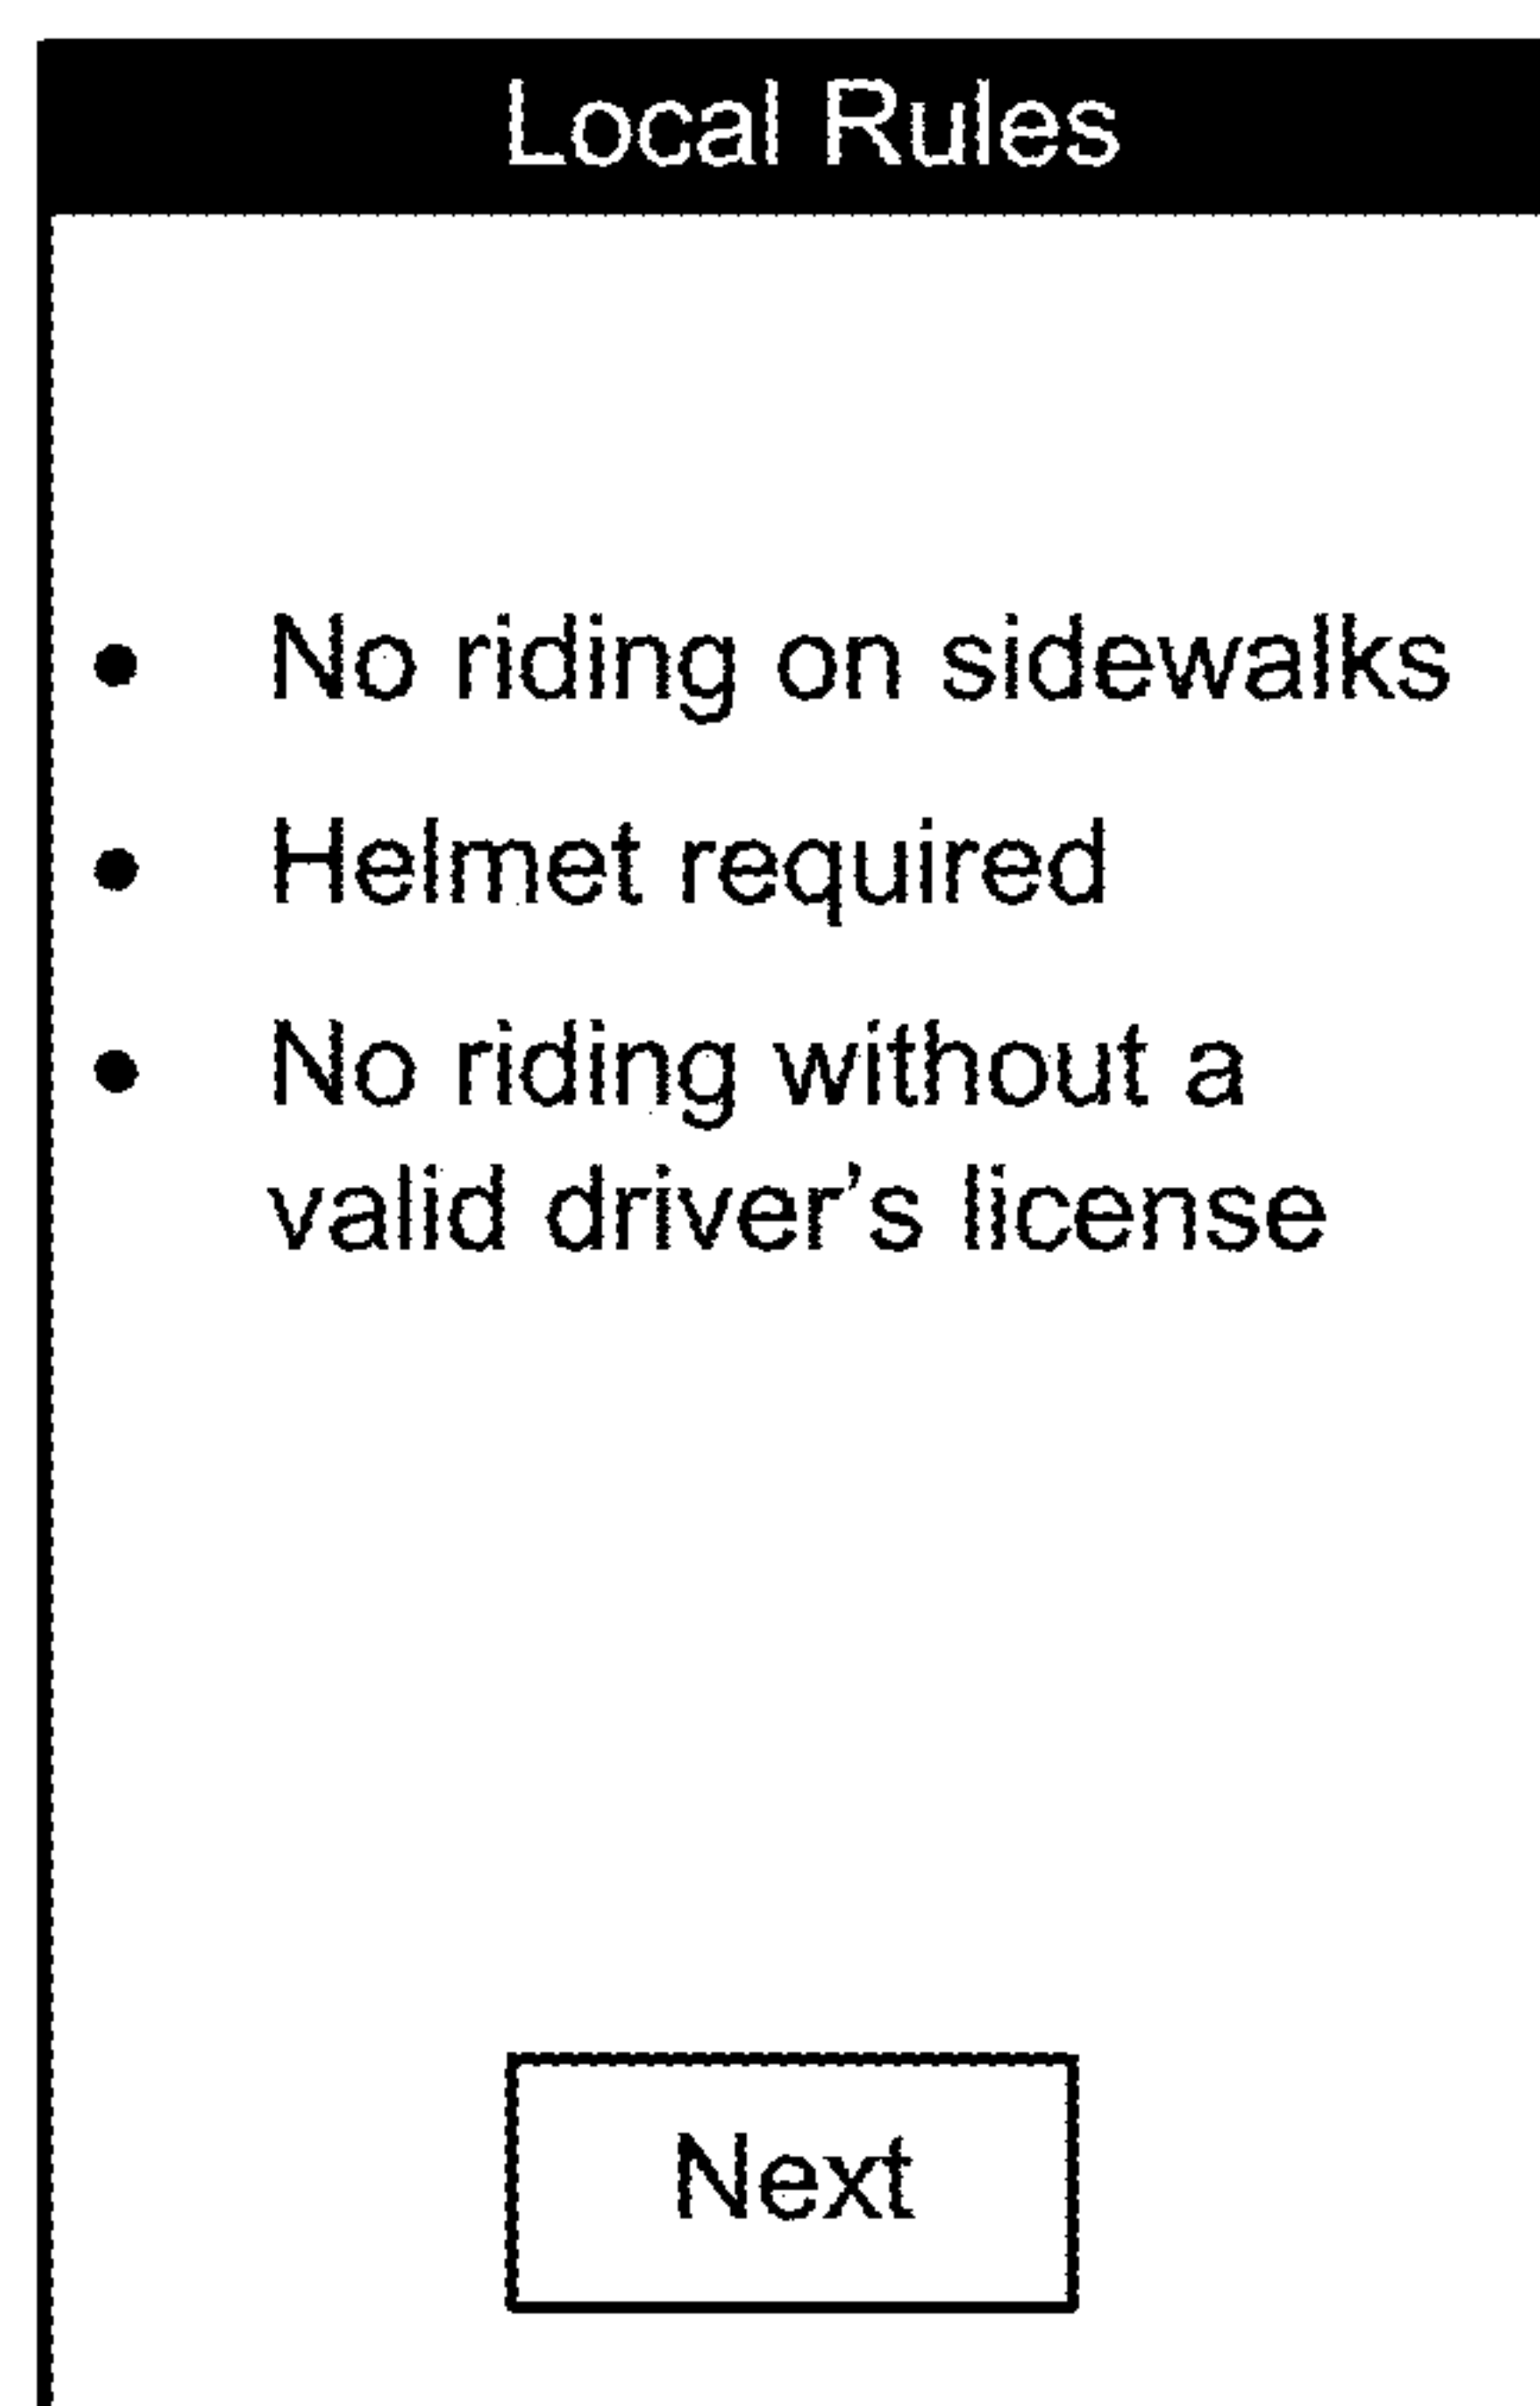 Local Rules
• No riding on sidewalks
• Helmet required
• No riding without a
valid driver’s license
Next